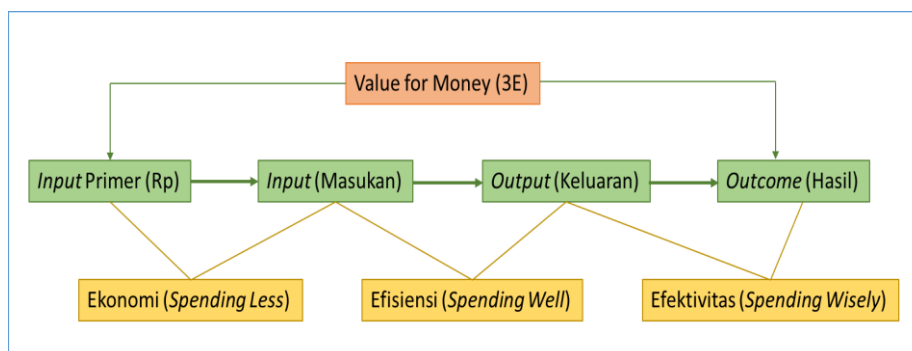 Value for Money (3E)
Input Primer (Rp)
Input (Masukan)
Output (Keluaran)
Outcome (Hasil)
Ekonomi (Spending Less)
Efisiensi (Spending Well)
Efektivitas (Spending Wisely)